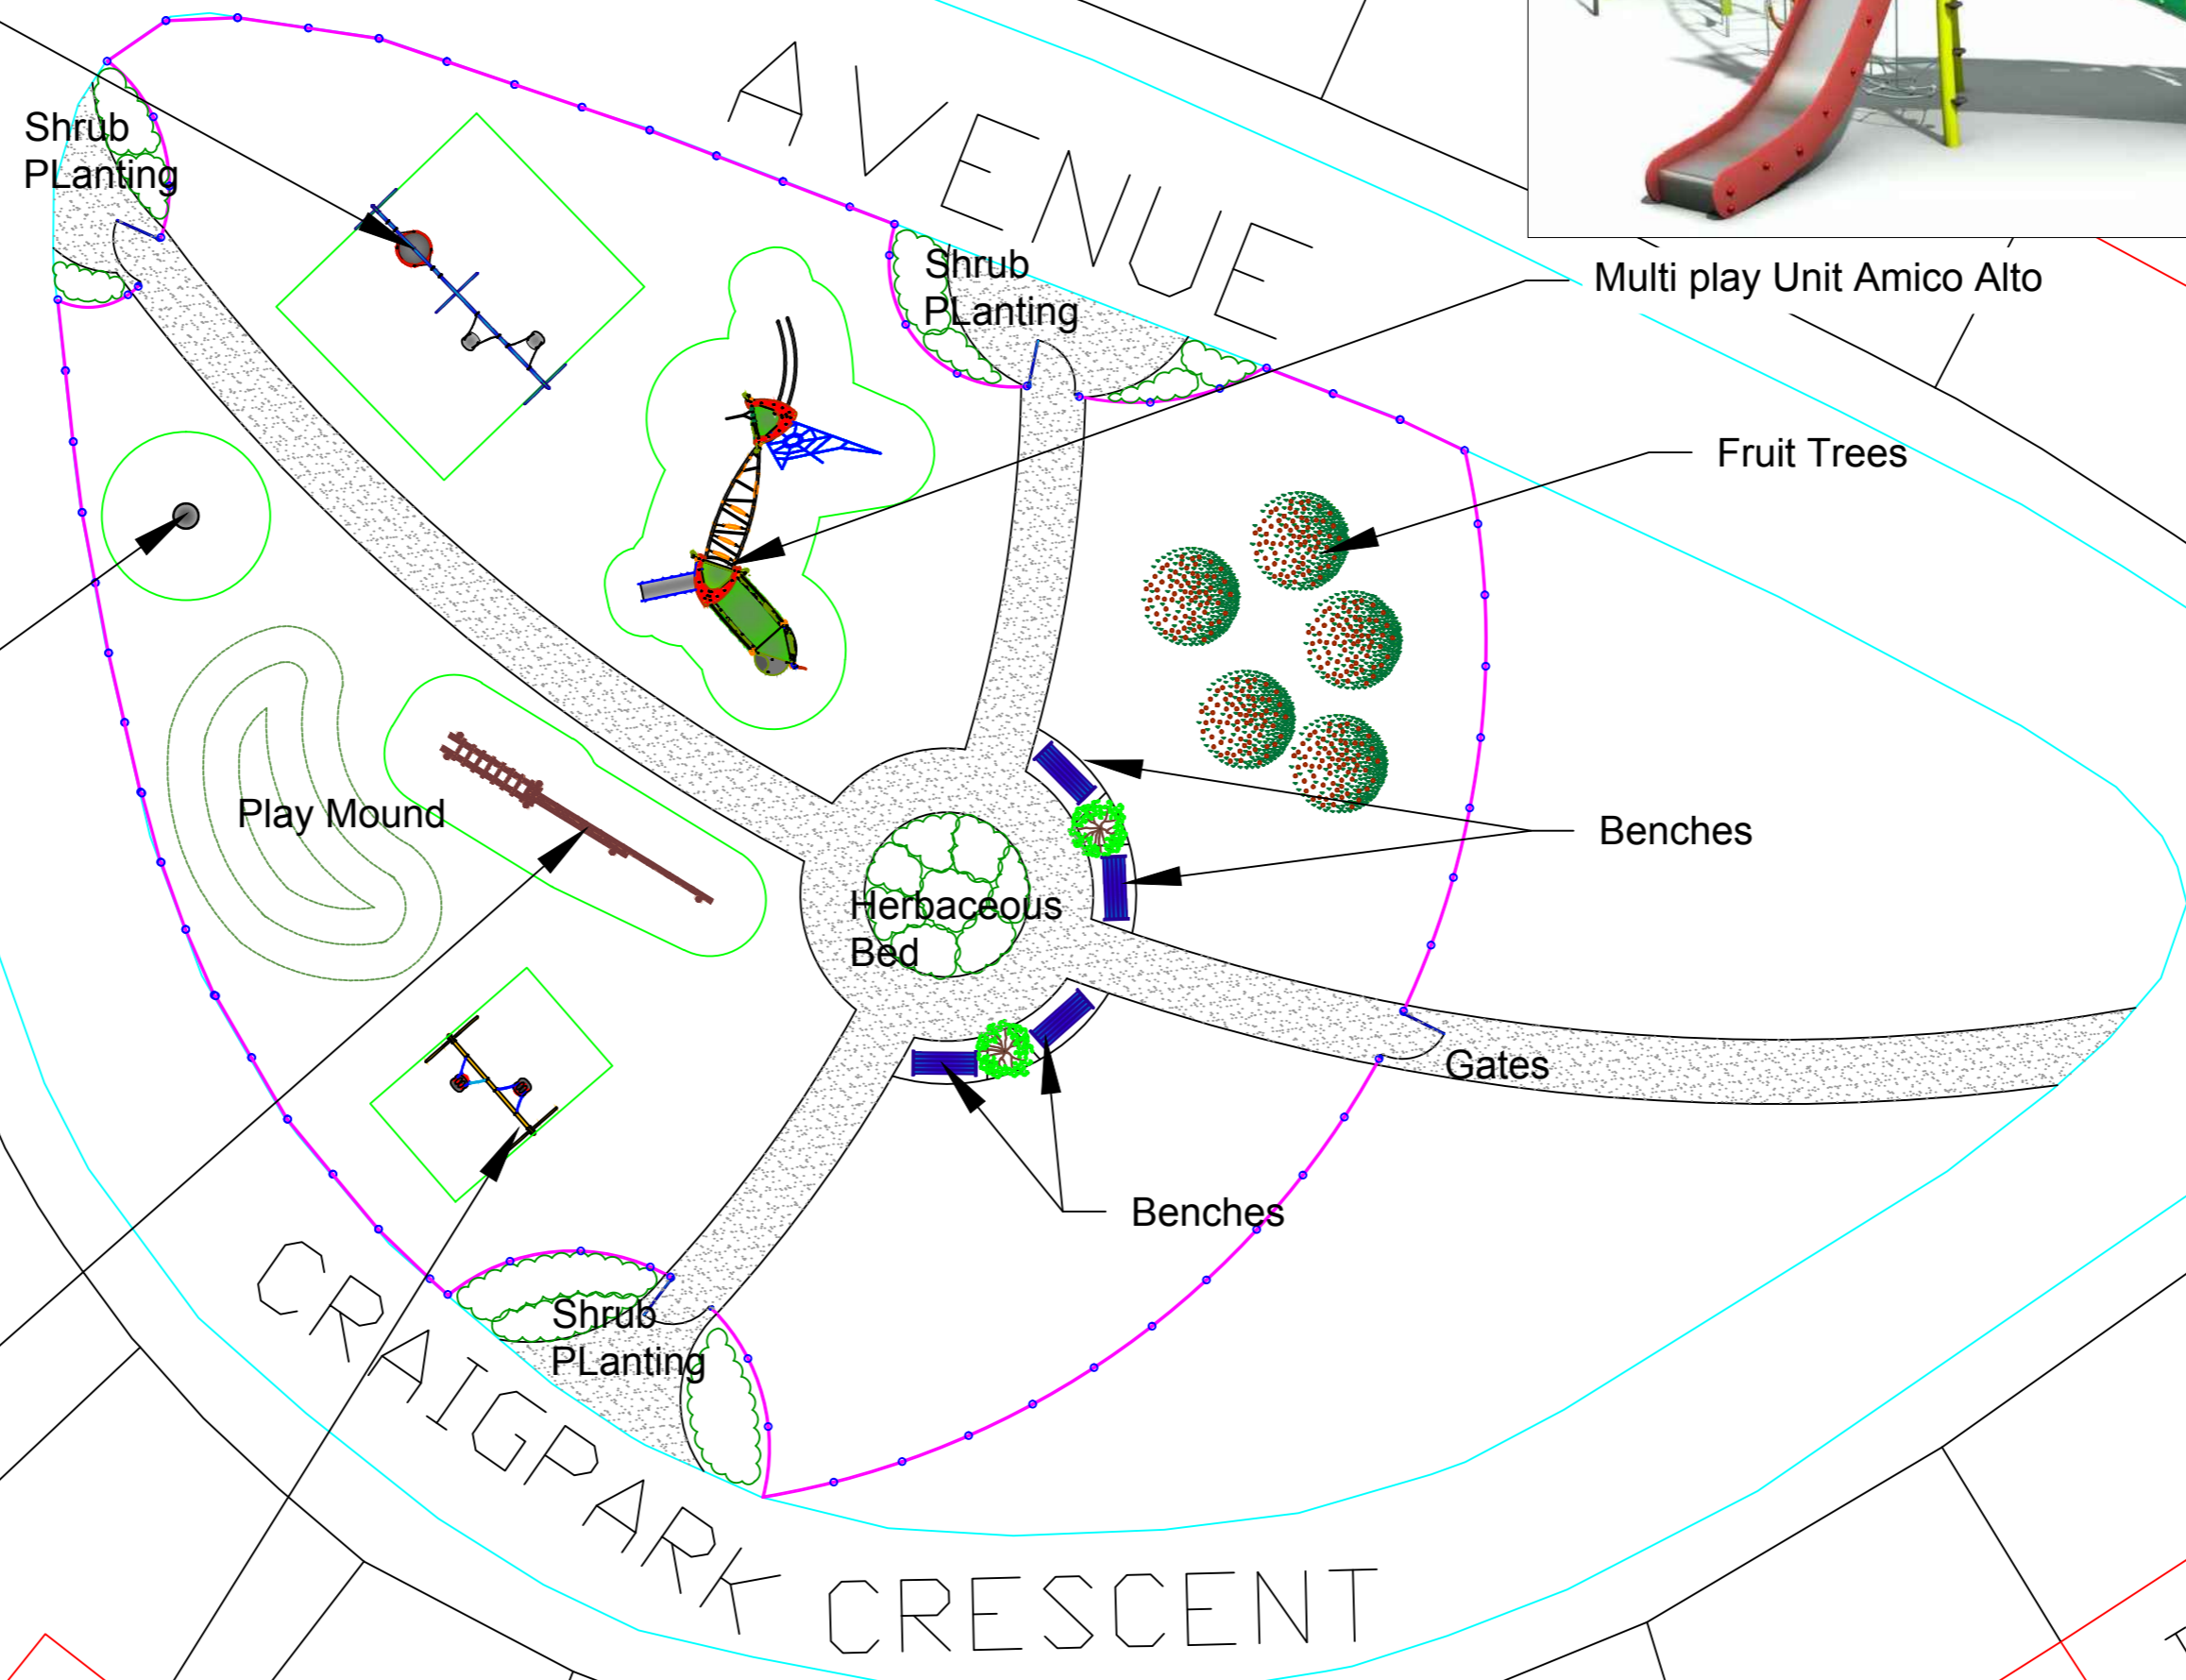 AVENUE
Shrub
PLanting
Shrub
PLanting
Multi play Unit Amico Alto
Fruit Trees
Play Mound
Benches
Herbaceous
Bed
Gates
Benches
Shrub
PLanting
CRAIGPARK CRESCENT